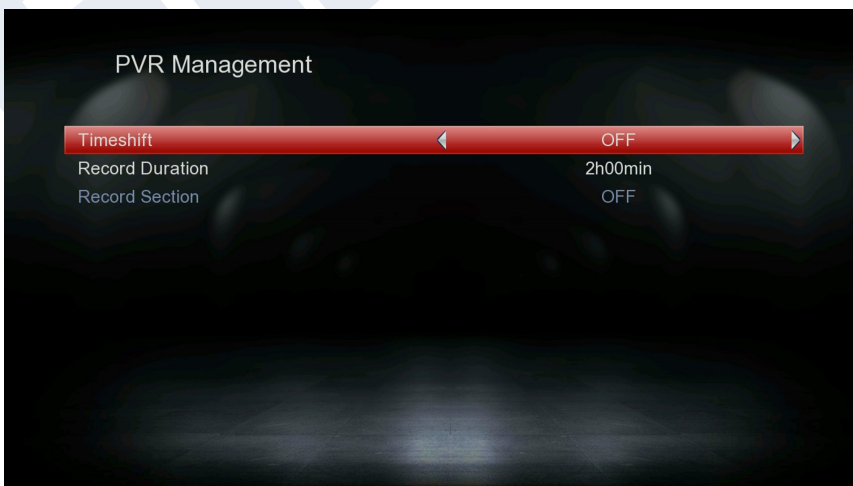 PVR Management
Timeshift OFF
Record Duration 2h00min
Record Section OFF